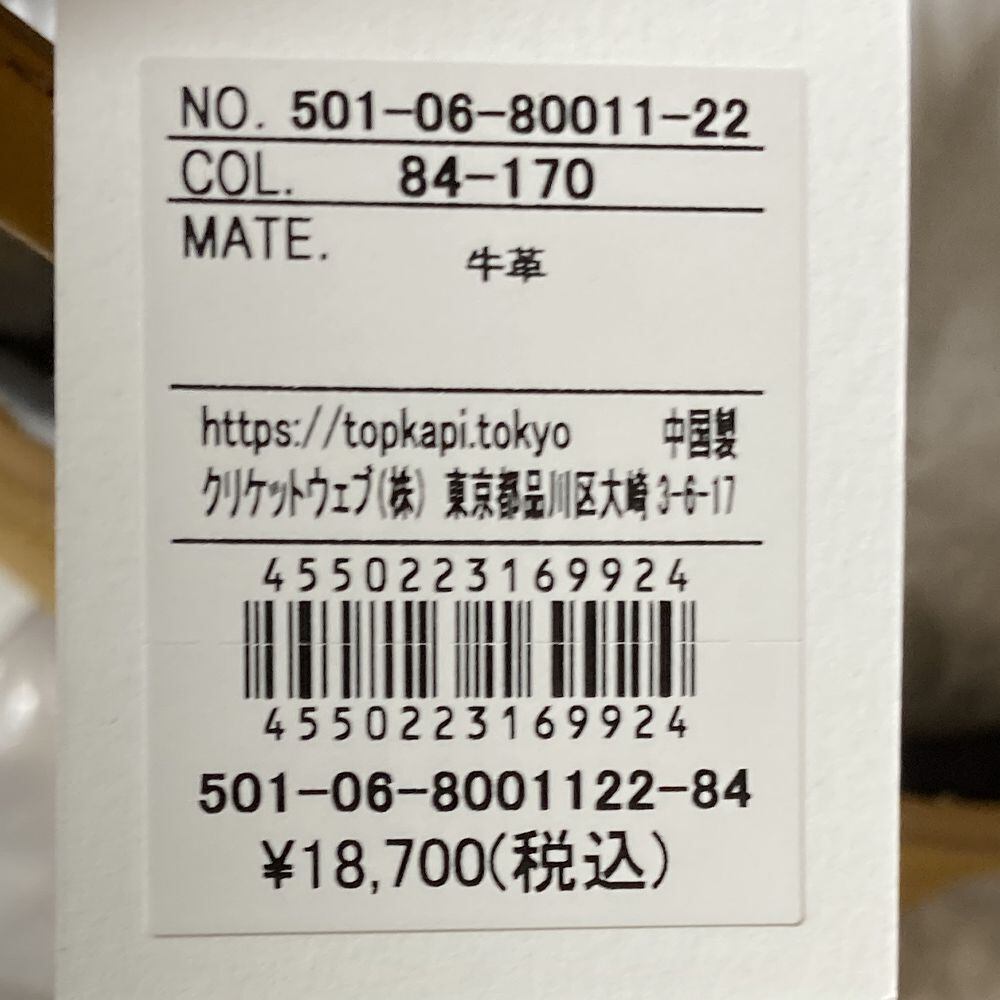 NO. 501-06-80011-22
COL. 84-170
MATE. 牛革
https://topkapi.tokyo 中国製
クリケットウェブ(株) 東京都品川区大崎3-6-17
4550223169924
4550223169924
501-06-8001122-84
¥18,700(税込)